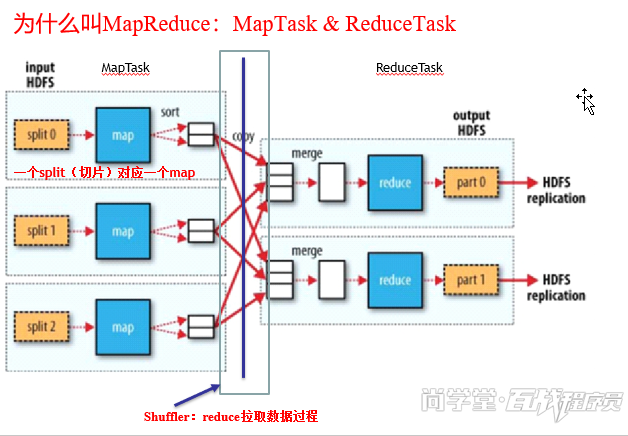 为什么叫MapReduce：MapTask & ReduceTask
input
HDFS
MapTask
ReduceTask
sort
copy
split 0
map
一个split（切片）对应一个map
split 1
map
split 2
map
output
HDFS
merge
reduce
part 0
HDFS
replication
merge
reduce
part 1
HDFS
replication
Shuffler：reduce拉取数据过程
尚学堂·百战程序员